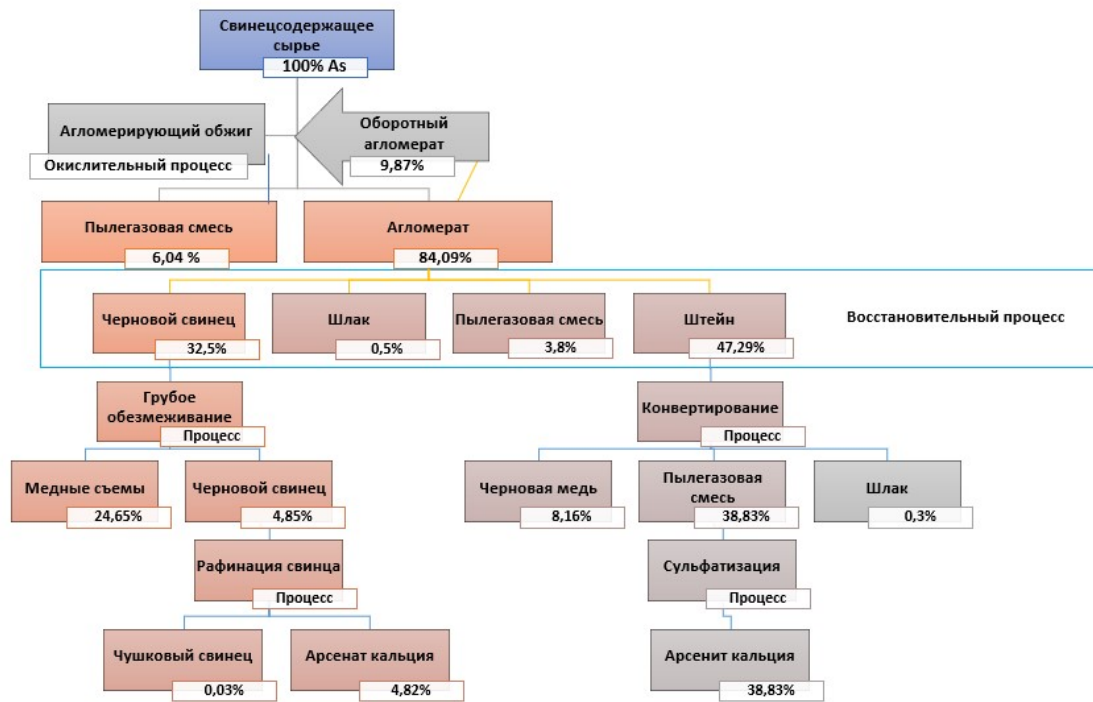 Свинецсодержащее
сырье
100% As
Агломерирующий обжиг
Окислительный процесс
Оборотный
агломерат
9,87%
Пылегазовая смесь
6,04 %
Агломерат
84,09%
Черновой свинец
32,5%
Шлак
0,5%
Пылегазовая смесь
3,8%
Штейн
47,29%
Восстановительный процесс
Грубое
обезмеживание
Процесс
Конвертирование
Процесс
Медные съемы
24,65%
Черновой свинец
4,85%
Черновая медь
8,16%
Пылегазовая
смесь
38,83%
Шлак
0,3%
Рафинация свинца
Процесс
Сульфатизация
Процесс
Чушковый свинец
0,03%
Арсенат кальция
4,82%
Арсенит кальция
38,83%